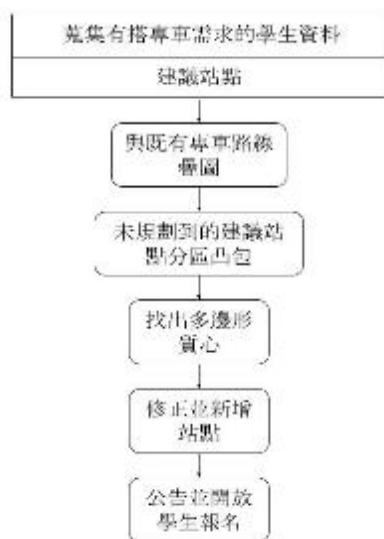 蒐集有搭專車需求的學生資料
建議站點
與既有專車路線
疊圖
未規劃到的建議站
點分區凸包
找出多邊形
質心
修正並新增
站點
公告並開放
學生報名